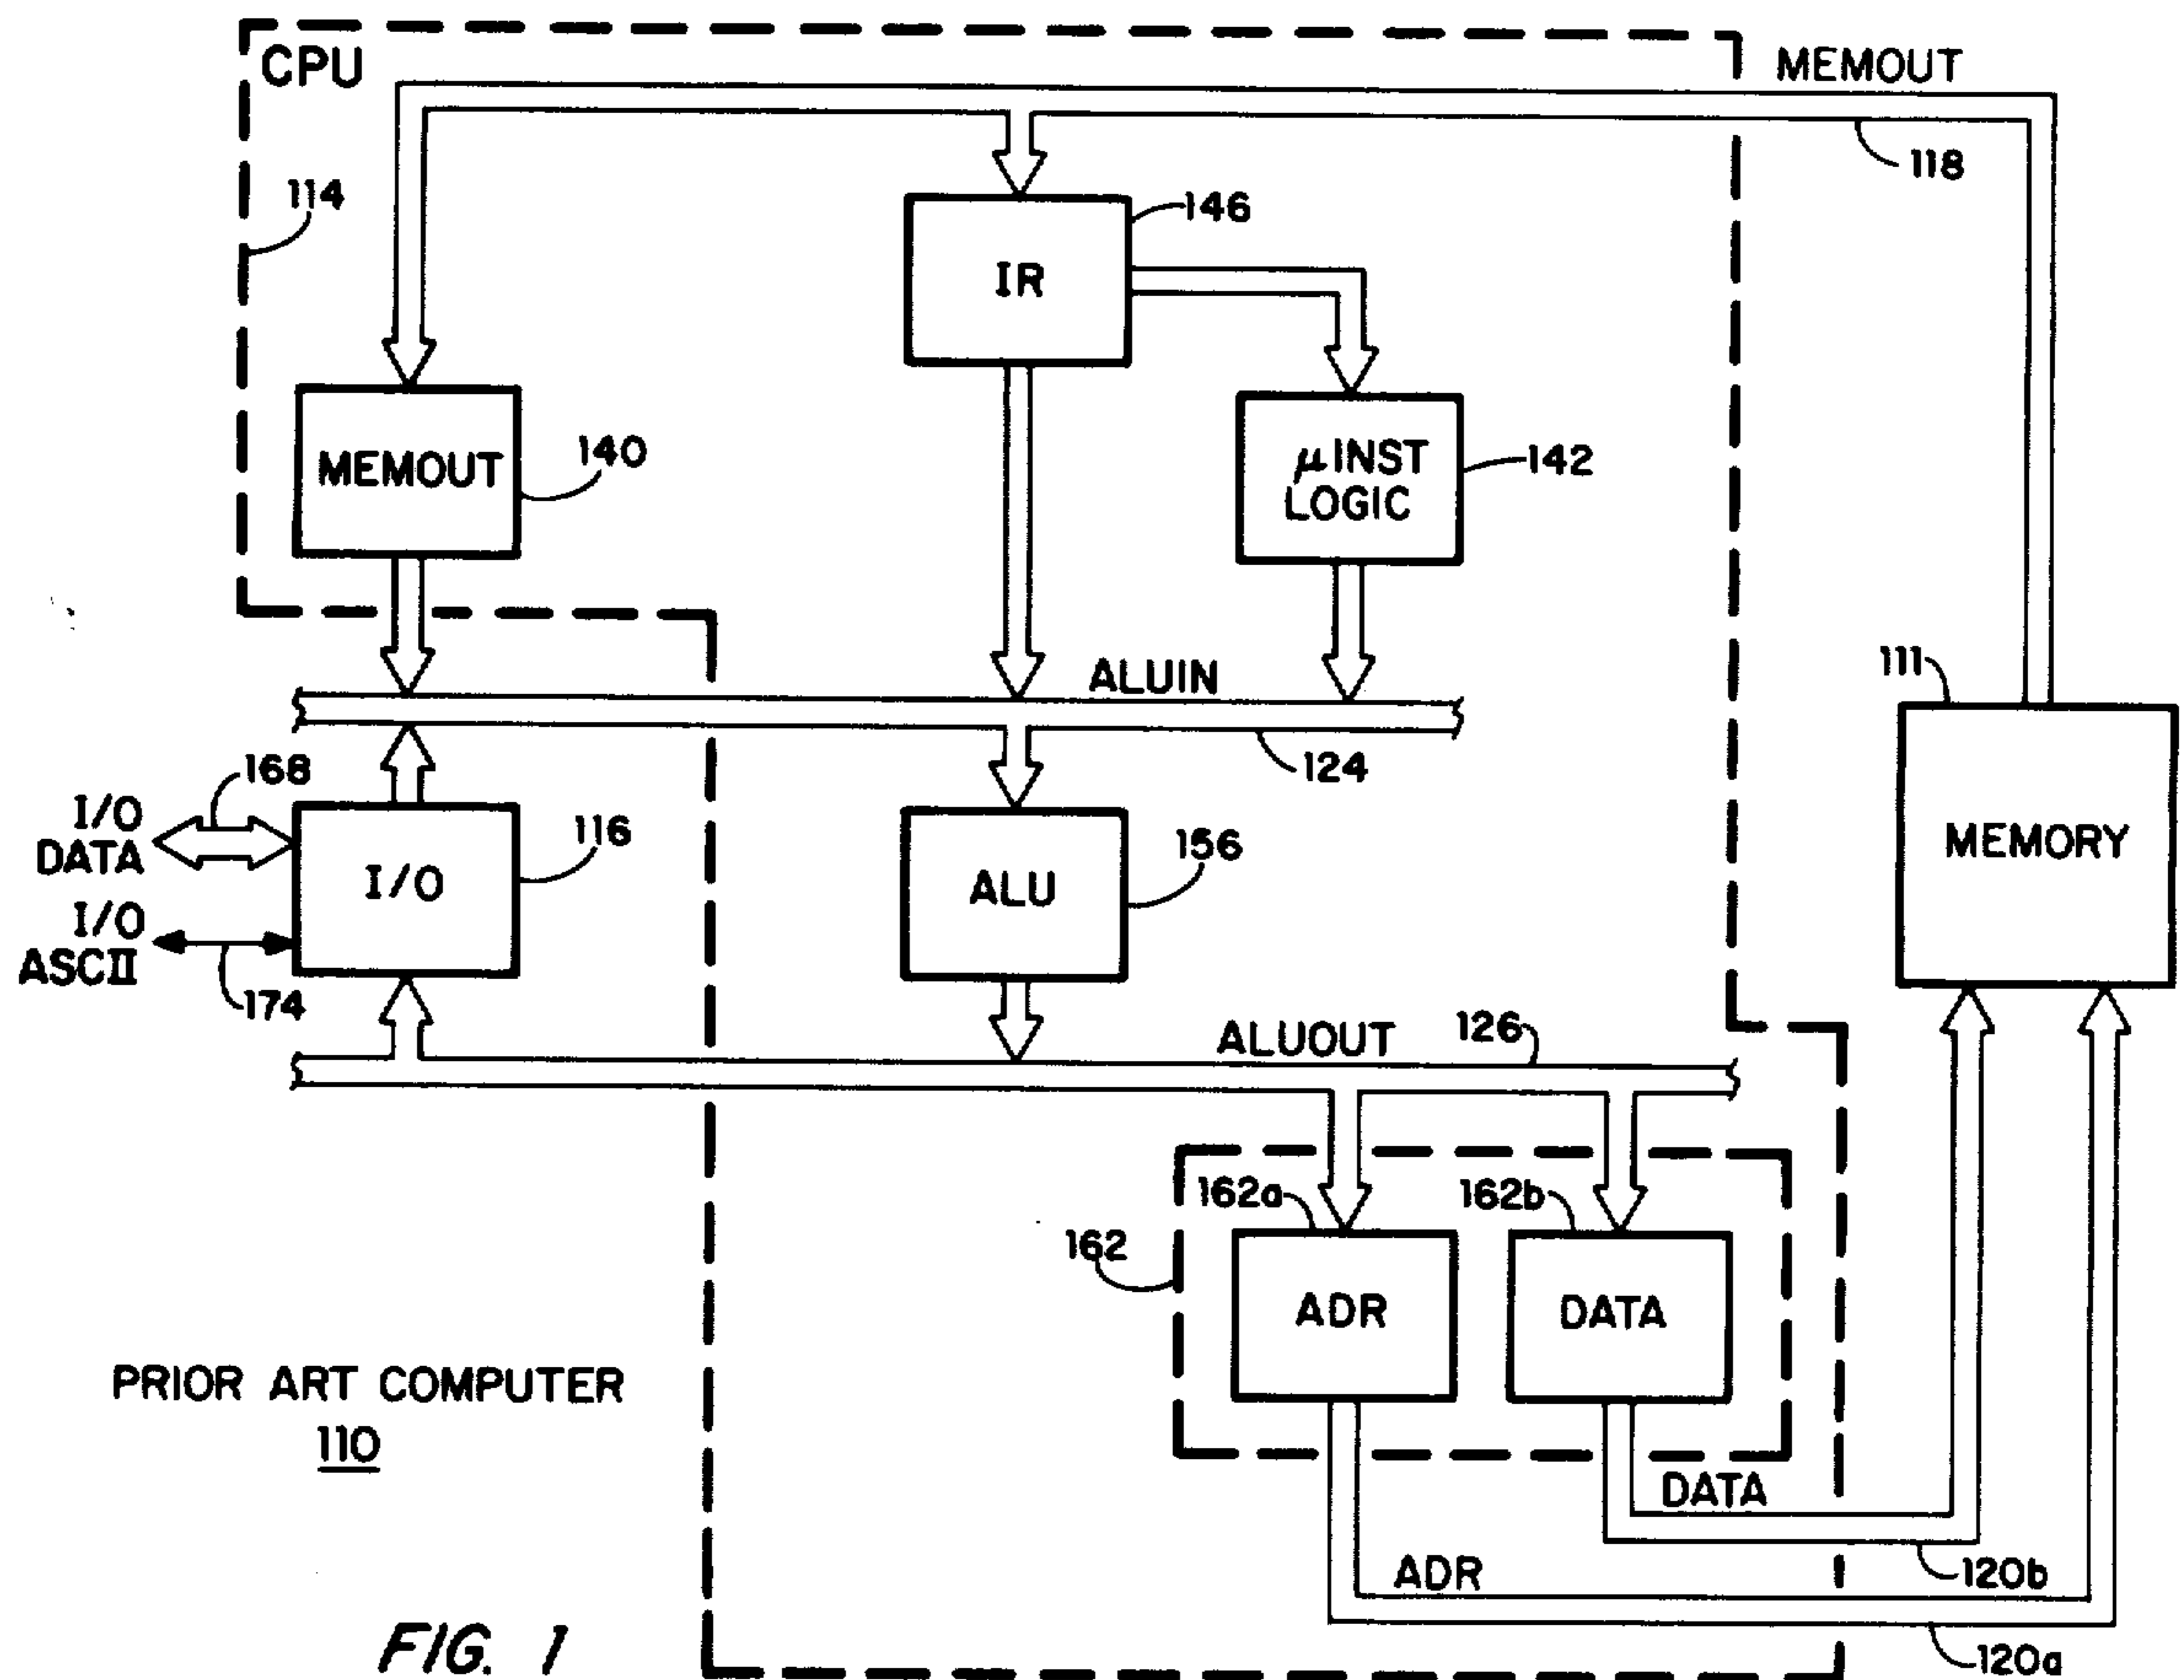 CPU
MEMOUT
118
114
146
IR
MEMOUT
140
μINST
LOGIC
142
ALUIN
111
124
168
I/O
DATA
116
I/O
156
ALU
MEMORY
I/O
ASCII
174
ALUOUT
126
162a
162b
162
ADR
DATA
PRIOR ART COMPUTER
110
DATA
120b
ADR
120a
FIG. 1